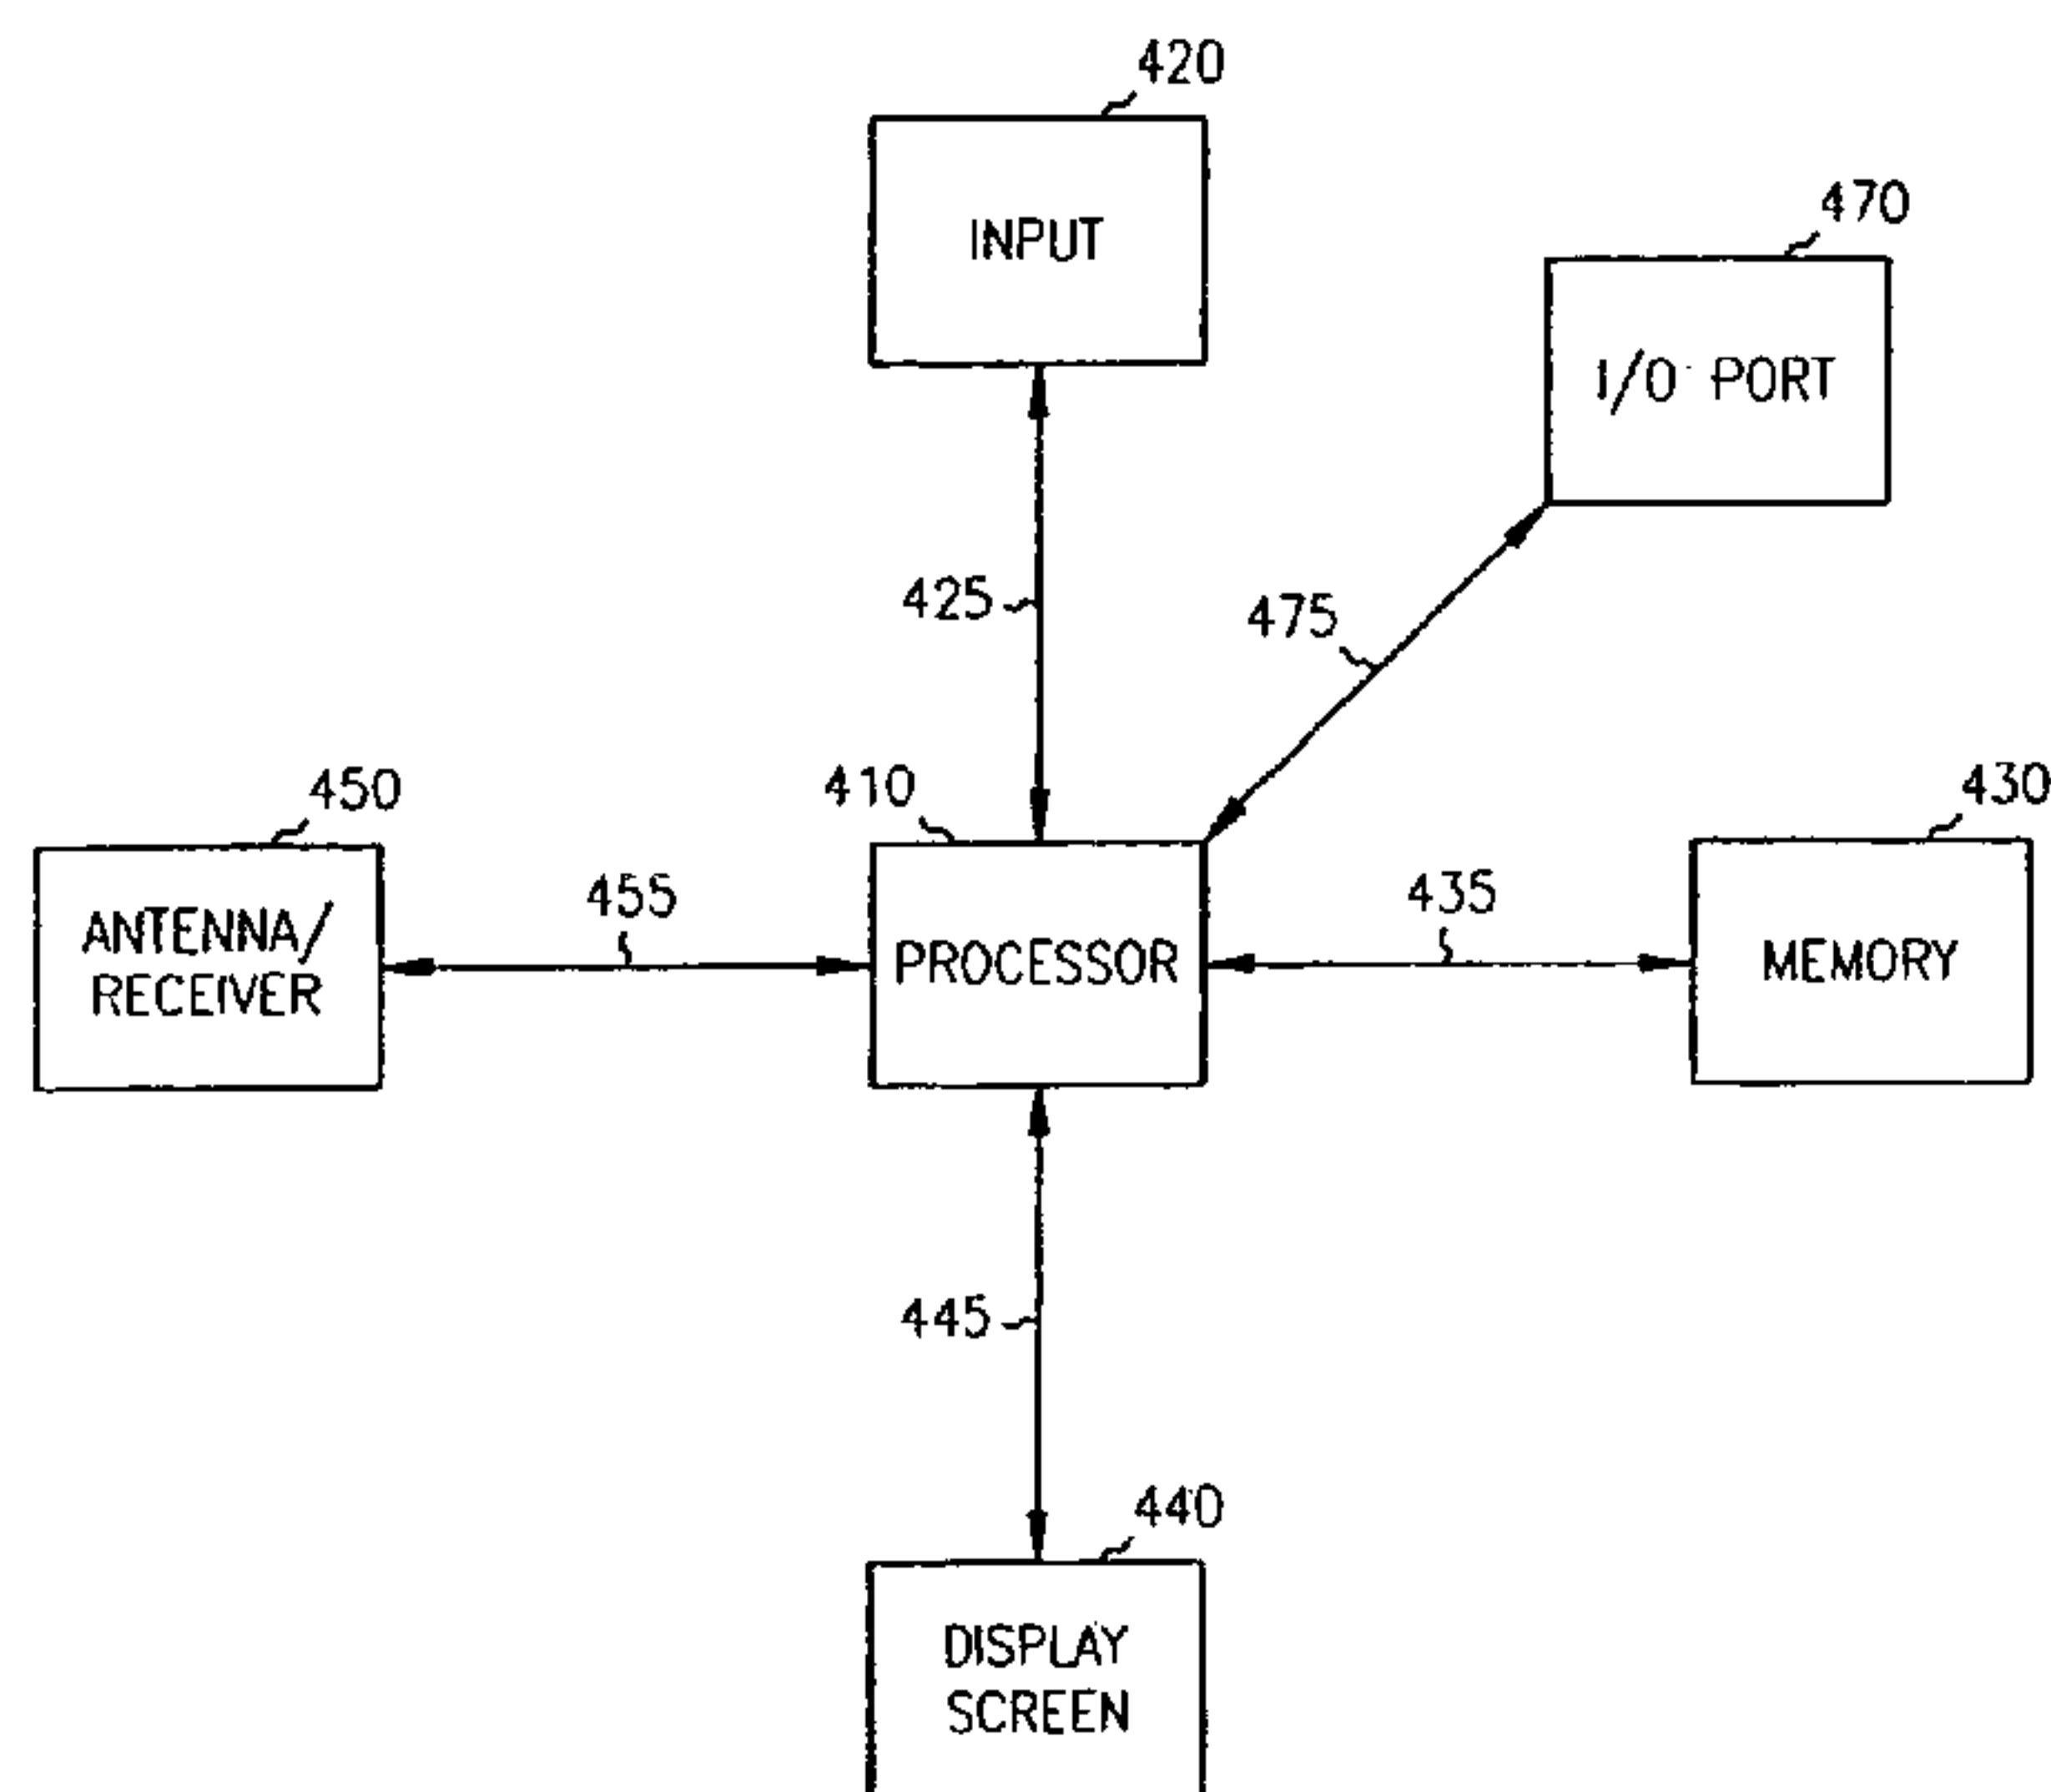 420
INPUT
470
I/O PORT
425
475
450
410
430
ANTENNA/
RECEIVER
455
PROCESSOR
435
MEMORY
445
440
DISPLAY
SCREEN